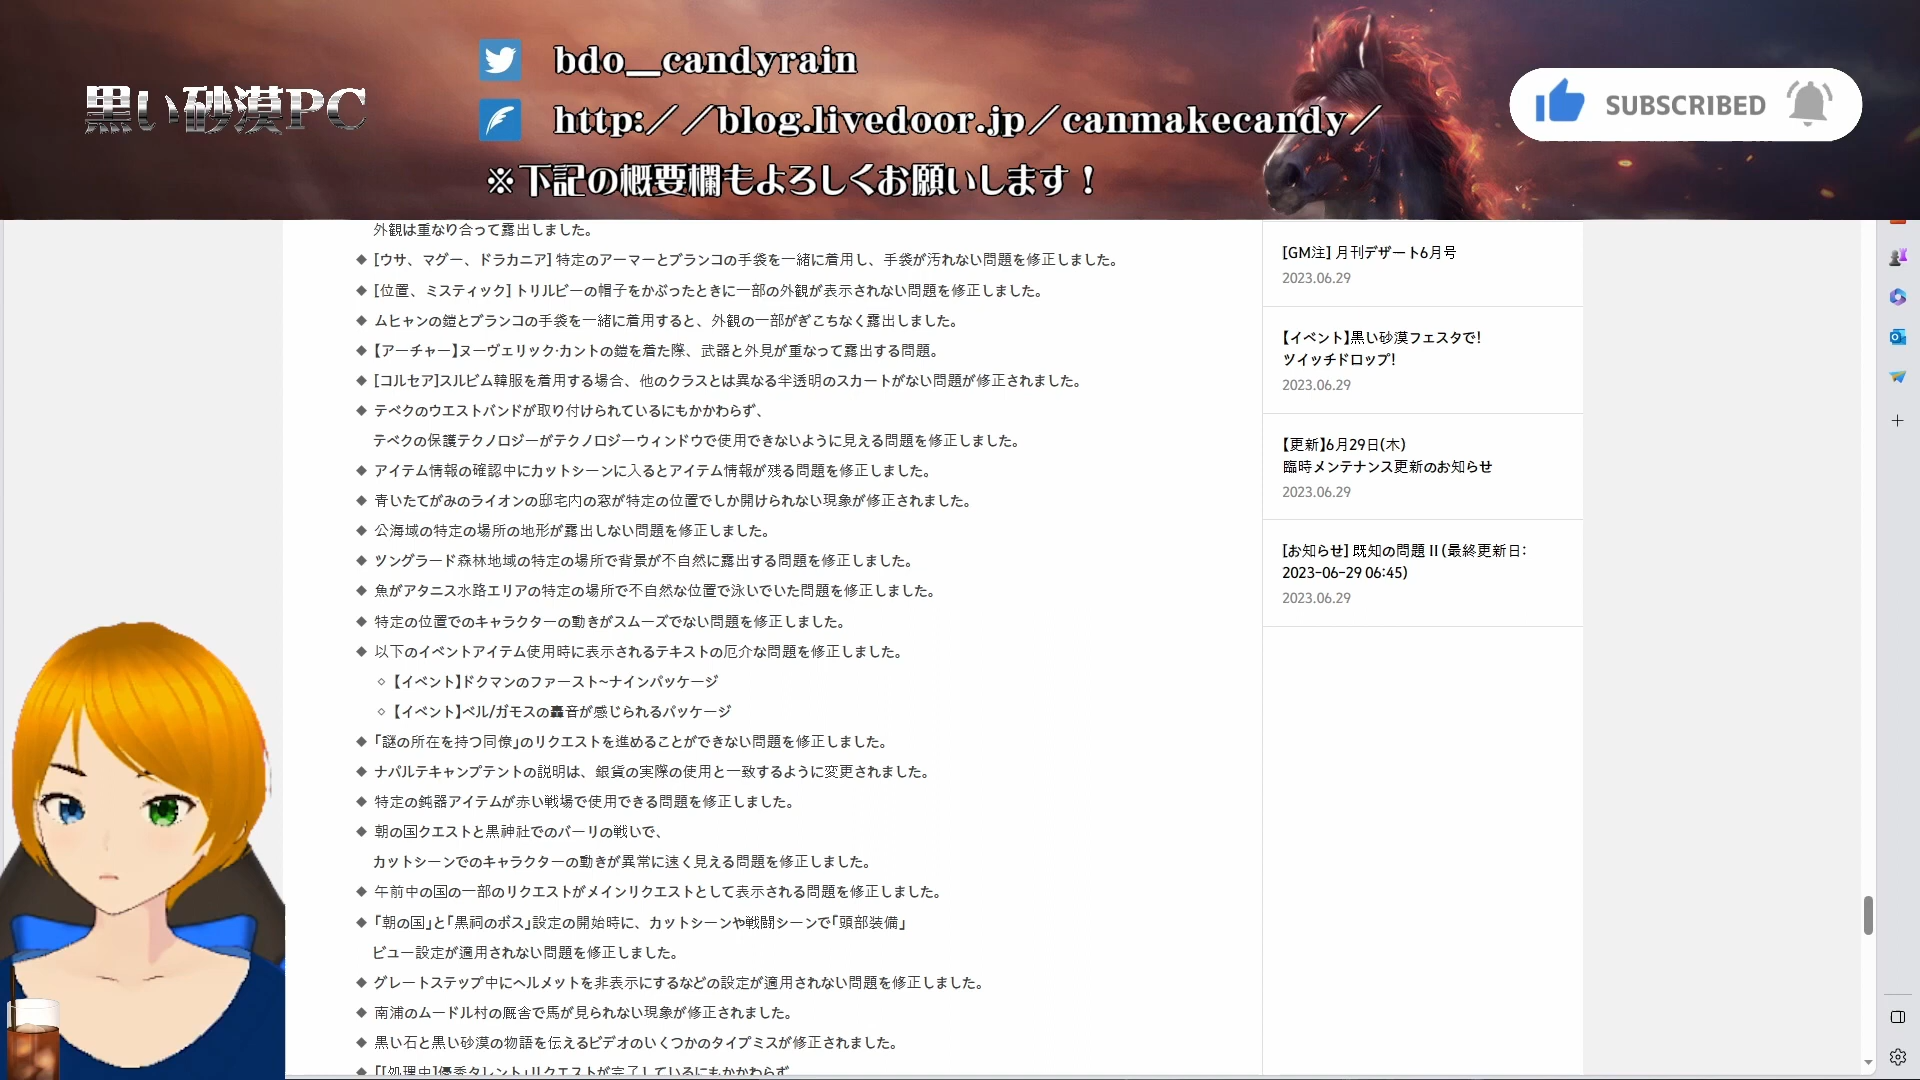 黒い砂漠PC
bdo__candyrain
http://blog.livedoor.jp/canmakecandy/
※下記の概要欄もよろしくお願いします！
SUBSCRIBED
外観は重なり合って露出しました。
◆ [ウサ、マグー、ドラカニア] 特定のアーマーとブランコの手袋を一緒に着用し、手袋が汚れない問題を修正しました。
◆ [位置、ミスティック] トリルビーの帽子をかぶったときに一部の外観が表示されない問題を修正しました。
◆ ムヒャンの鎧とブランコの手袋を一緒に着用すると、外観の一部がぎこちなく露出しました。
◆ 【アーチャー】ヌーヴェリック·カントの鎧を着た際、武器と外見が重なって露出する問題。
◆ [コルセア]スルビム韓服を着用する場合、他のクラスとは異なる半透明のスカートがない問題が修正されました。
◆ テベクのウエストバンドが取り付けられているにもかかわらず、
テベクの保護テクノロジーがテクノロジーウィンドウで使用できないように見える問題を修正しました。
◆ アイテム情報の確認中にカットシーンに入るとアイテム情報が残る問題を修正しました。
◆ 青いたてがみのライオンの邸宅内の窓が特定の位置でしか開けられない現象が修正されました。
◆ 公海域の特定の場所の地形が露出しない問題を修正しました。
◆ ツングラード森林地域の特定の場所で背景が不自然に露出する問題を修正しました。
◆ 魚がアタニス水路エリアの特定の場所で不自然な位置で泳いでいた問題を修正しました。
◆ 特定の位置でのキャラクターの動きがスムーズでない問題を修正しました。
◆ 以下のイベントアイテム使用時に表示されるテキストの厄介な問題を修正しました。
◇ 【イベント】ドクマンのファースト~ナインパッケージ
◇ 【イベント】ベル/ガモスの轟音が感じられるパッケージ
◆ 「謎の所在を持つ同僚」のリクエストを進めることができない問題を修正しました。
◆ ナパルテキャンプテントの説明は、銀貨の実際の使用と一致するように変更されました。
◆ 特定の鈍器アイテムが赤い戦場で使用できる問題を修正しました。
◆ 朝の国クエストと黒神社でのバーリの戦いで、
カットシーンでのキャラクターの動きが異常に速く見える問題を修正しました。
◆ 午前中の国の一部のリクエストがメインリクエストとして表示される問題を修正しました。
◆ 「朝の国」と「黒祠のボス」設定の開始時に、カットシーンや戦闘シーンで「頭部装備」
ビュー設定が適用されない問題を修正しました。
◆ グレートステップ中にヘルメットを非表示にするなどの設定が適用されない問題を修正しました。
◆ 南浦のムードル村の厩舎で馬が見られない現象が修正されました。
◆ 黒い石と黒い砂漠の物語を伝えるビデオのいくつかのタイプミスが修正されました。
◆ 「[処理中]優秀タレント」リクエストが完了しているにもかかわらず
[GM注] 月刊デザート6月号
2023.06.29
【イベント】黒い砂漠フェスタで!
ツイッチドロップ!
2023.06.29
【更新】6月29日(木)
臨時メンテナンス更新のお知らせ
2023.06.29
[お知らせ] 既知の問題 II (最終更新日:
2023-06-29 06:45)
2023.06.29